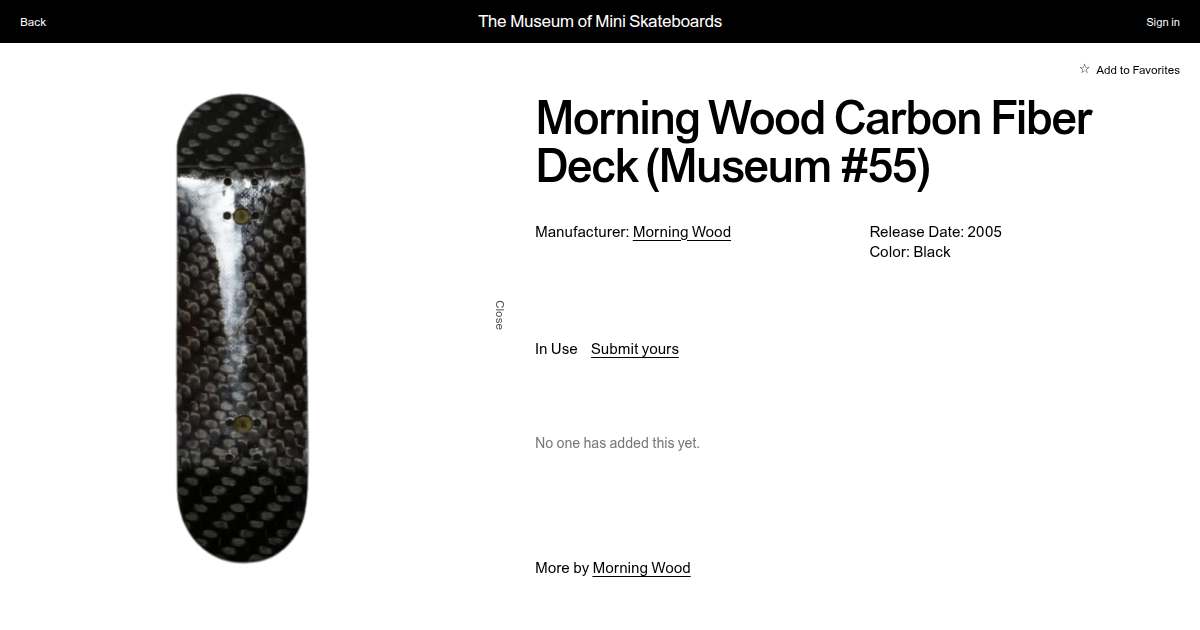 Back
The Museum of Mini Skateboards
Sign in
☆ Add to Favorites
Morning Wood Carbon Fiber
Deck (Museum #55)
Manufacturer: Morning Wood
Release Date: 2005
Color: Black
Close
In Use Submit yours
No one has added this yet.
More by Morning Wood